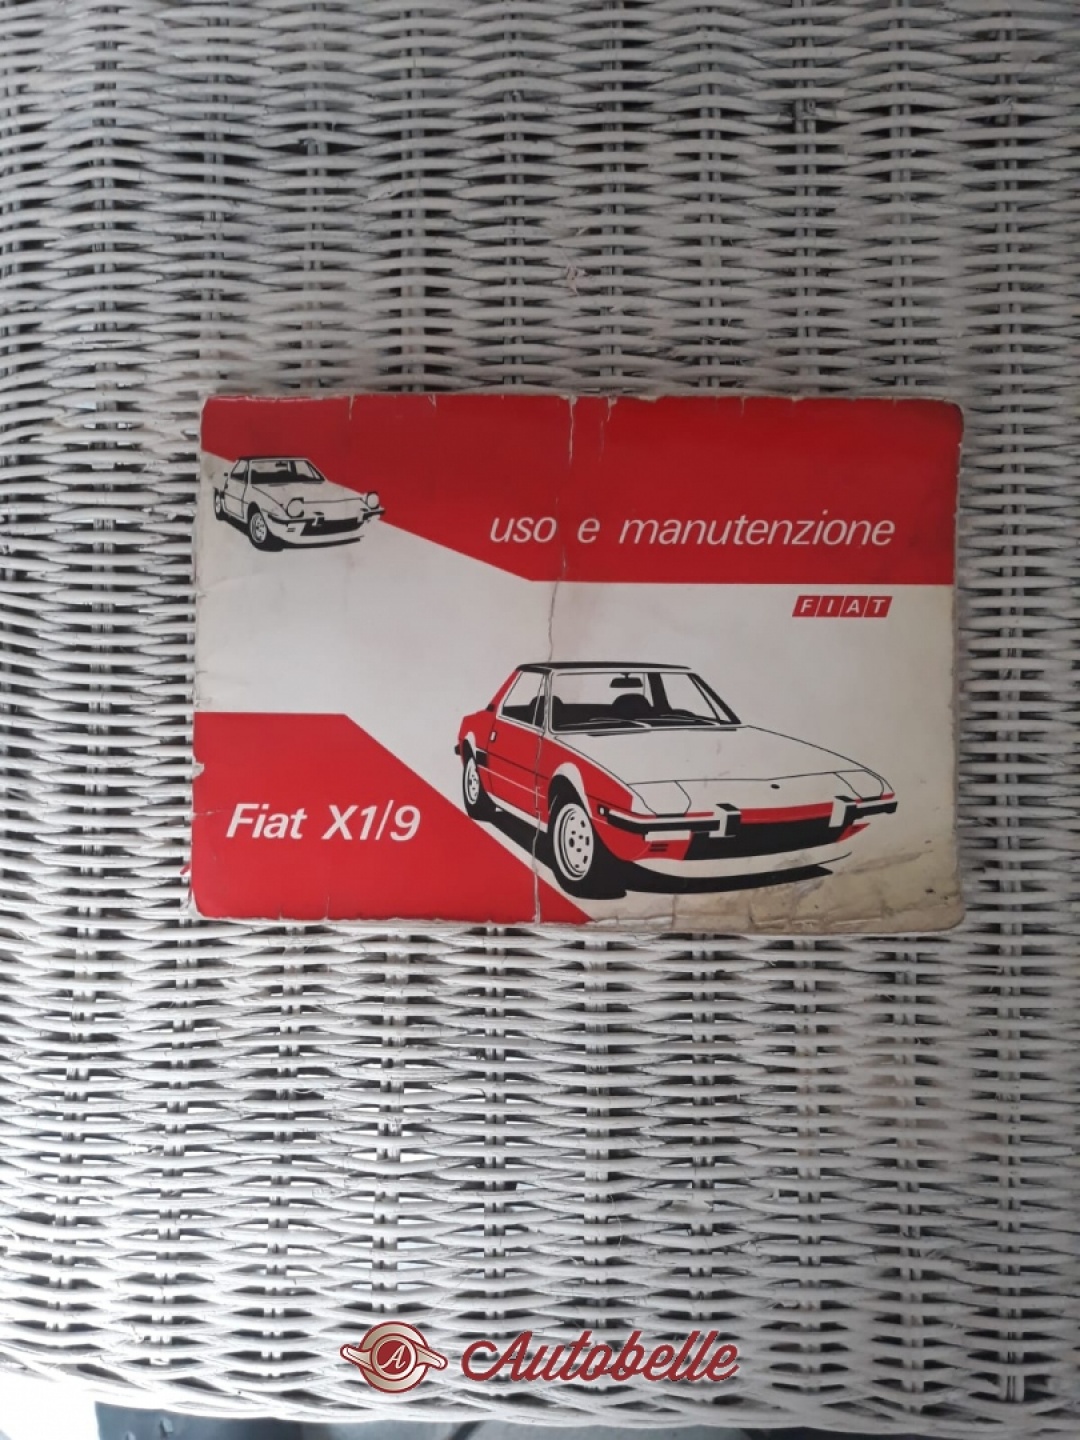 uso e manutenzione
FIAT
Fiat X1/9
A
Autobelle